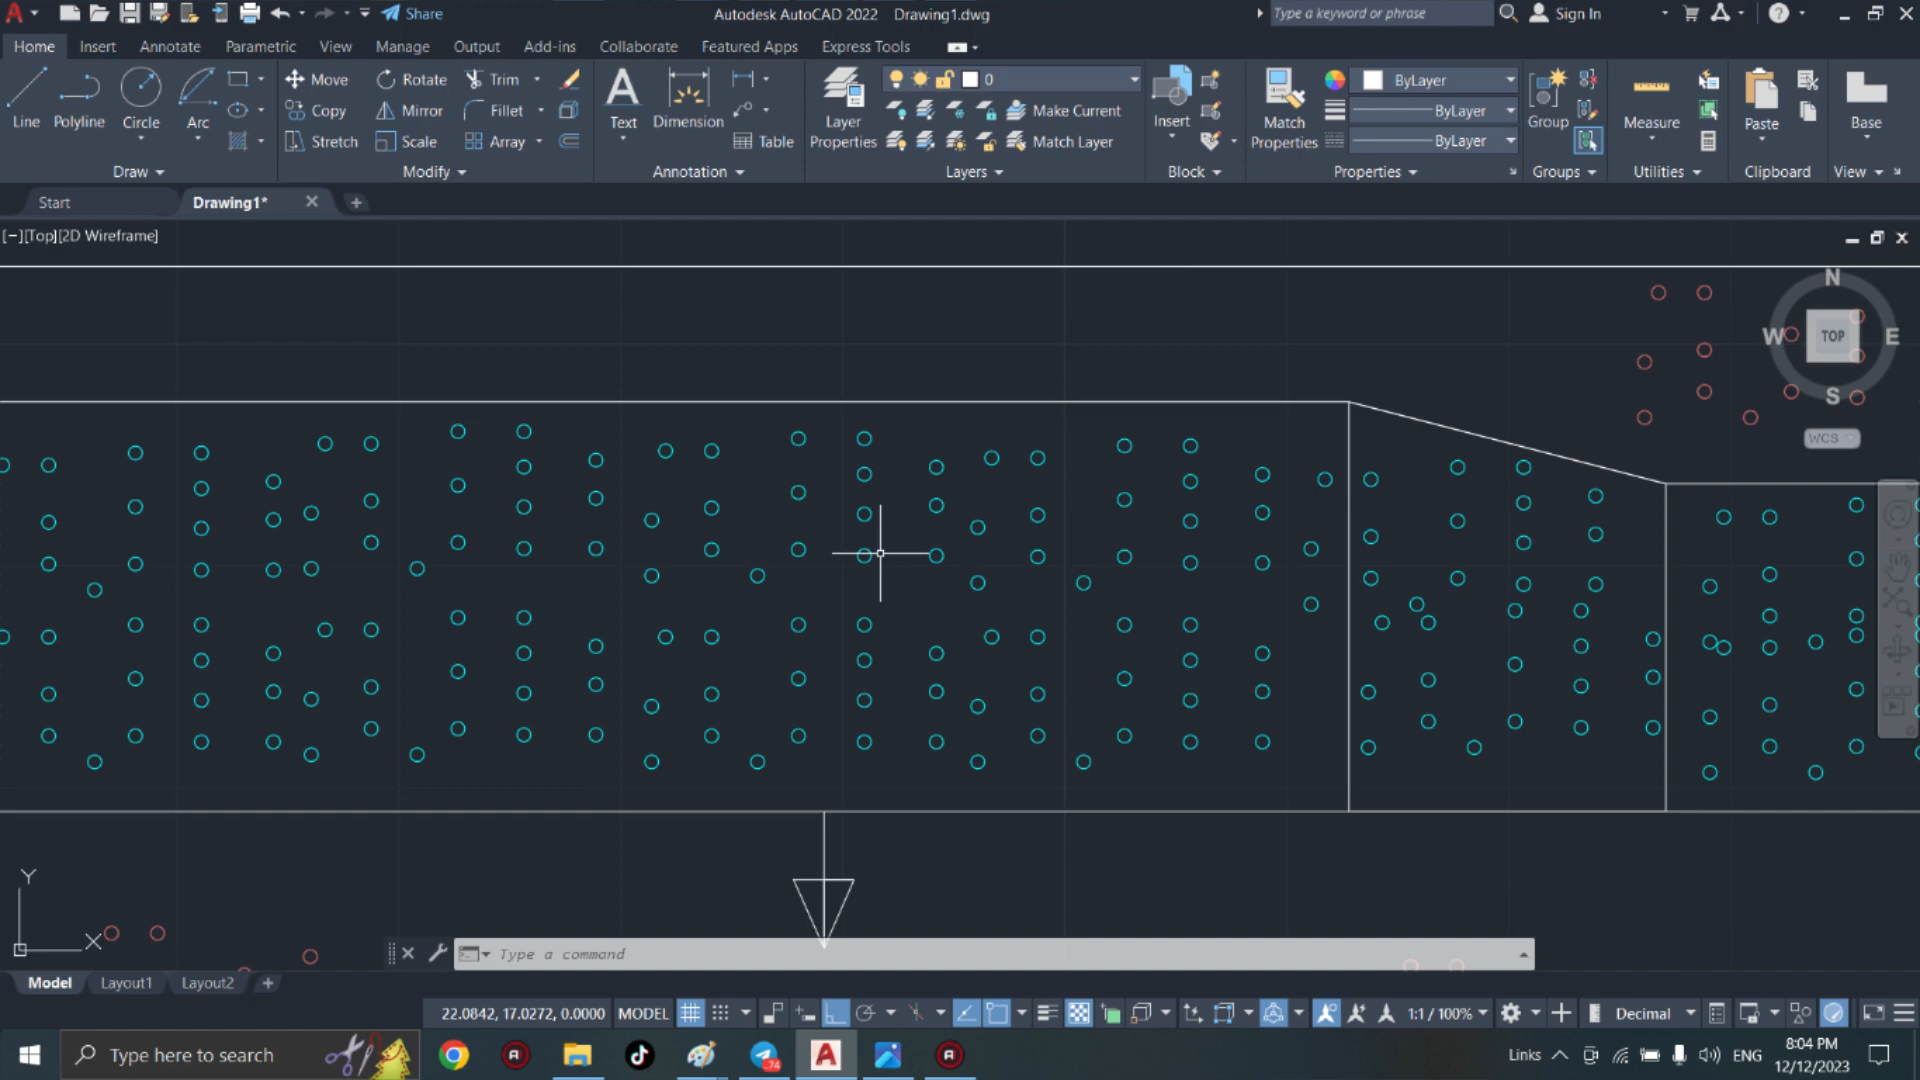 Share
Autodesk AutoCAD 2022 Drawing1.dwg
Type a keyword or phrase
Sign In
Home Insert Annotate Parametric View Manage Output Add-ins Collaborate Featured Apps Express Tools
Line Polyline Circle Arc
Move Rotate Trim
Copy Mirror Fillet
Stretch Scale Array
Text Dimension
Table
Layer Properties
0
Make Current
Match Layer
Insert
Match Properties
ByLayer
ByLayer
ByLayer
Group Measure Paste Base
Draw Modify Annotation Layers Block Properties Groups Utilities Clipboard View
Start Drawing1*
[−][Top][2D Wireframe]
N
W TOP E
S
WCS
Y
X
Type a command
Model Layout1 Layout2
22.0842, 17.0272, 0.0000 MODEL
1:1 / 100%
Decimal
Type here to search
74
Links
ENG
8:04 PM
12/12/2023